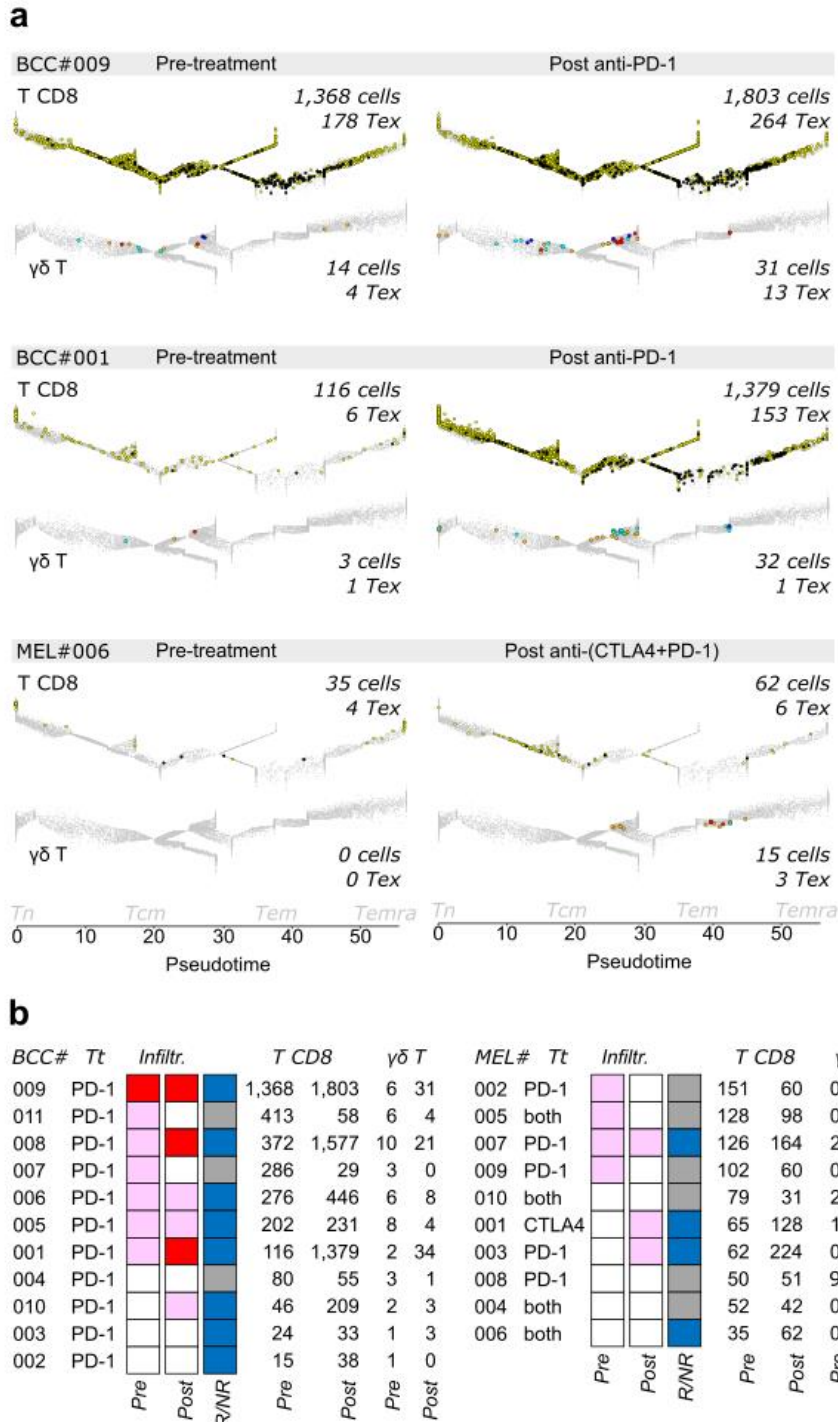 a
BCC#009 Pre-treatment Post anti-PD-1
T CD8 1,368 cells 1,803 cells
178 Tex 264 Tex
γδ T 14 cells 31 cells
4 Tex 13 Tex
BCC#001 Pre-treatment Post anti-PD-1
T CD8 116 cells 1,379 cells
6 Tex 153 Tex
γδ T 3 cells 32 cells
1 Tex 1 Tex
MEL#006 Pre-treatment Post anti-(CTLA4+PD-1)
T CD8 35 cells 62 cells
4 Tex 6 Tex
γδ T 0 cells 15 cells
0 Tex 3 Tex
Tn Tcm Tem Temra Tn Tcm Tem Temra
0 10 20 30 40 50 0 10 20 30 40 50
Pseudotime Pseudotime
b
BCC# Tt Infiltr. T CD8 γδ T MEL# Tt Infiltr. T CD8 γ
009 PD-1 1,368 1,803 6 31 002 PD-1 151 60 0
011 PD-1 413 58 6 4 005 both 128 98 0
008 PD-1 372 1,577 10 21 007 PD-1 126 164 2
007 PD-1 286 29 3 0 009 PD-1 102 60 0
006 PD-1 276 446 6 8 010 both 79 31 2
005 PD-1 202 231 8 4 001 CTLA4 65 128 1
001 PD-1 116 1,379 2 34 003 PD-1 62 224 0
004 PD-1 80 55 3 1 008 PD-1 50 51 9
010 PD-1 46 209 2 3 004 both 52 42 0
003 PD-1 24 33 1 3 006 both 35 62 0
002 PD-1 15 38 1 0
Pre Post R/NR Pre Post Pre Post Pre Post R/NR Pre Post